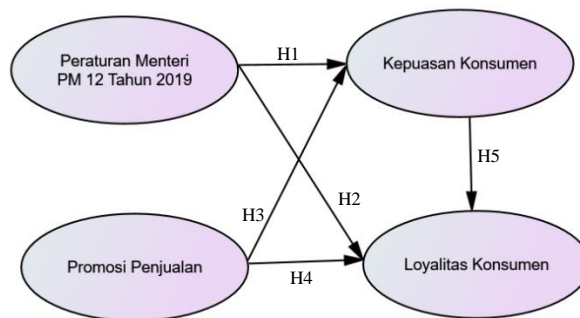 H1
Peraturan Menteri
PM 12 Tahun 2019
Kepuasan Konsumen
H5
H2
H3
Promosi Penjualan
H4
Loyalitas Konsumen